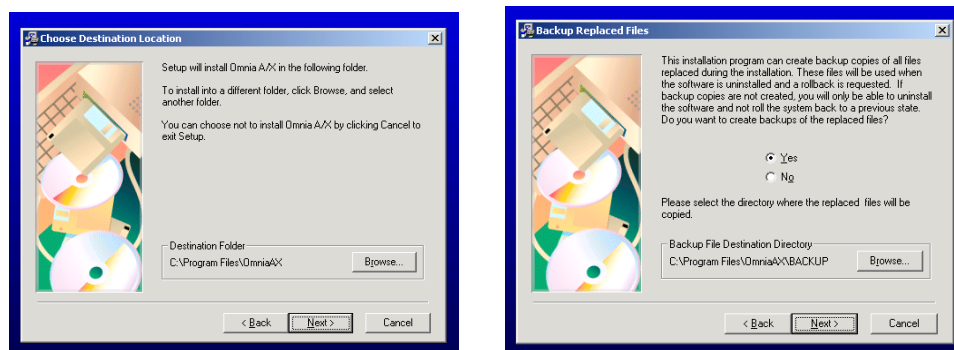 Choose Destination Location
Setup will install Omnia A/X in the following folder.
To install into a different folder, click Browse, and select
another folder.
You can choose not to install Omnia A/X by clicking Cancel to
exit Setup.
Destination Folder
C:\Program Files\OmniaAX
Browse...
< Back
Next >
Cancel
Backup Replaced Files
This installation program can create backup copies of all files
replaced during the installation. These files will be used when
the software is uninstalled and a rollback is requested. If
backup copies are not created, you will only be able to uninstall
the software and not roll the system back to a previous state.
Do you want to create backups of the replaced files?
Yes
No
Please select the directory where the replaced files will be
copied.
Backup File Destination Directory
C:\Program Files\OmniaAX\BACKUP
Browse...
< Back
Next >
Cancel